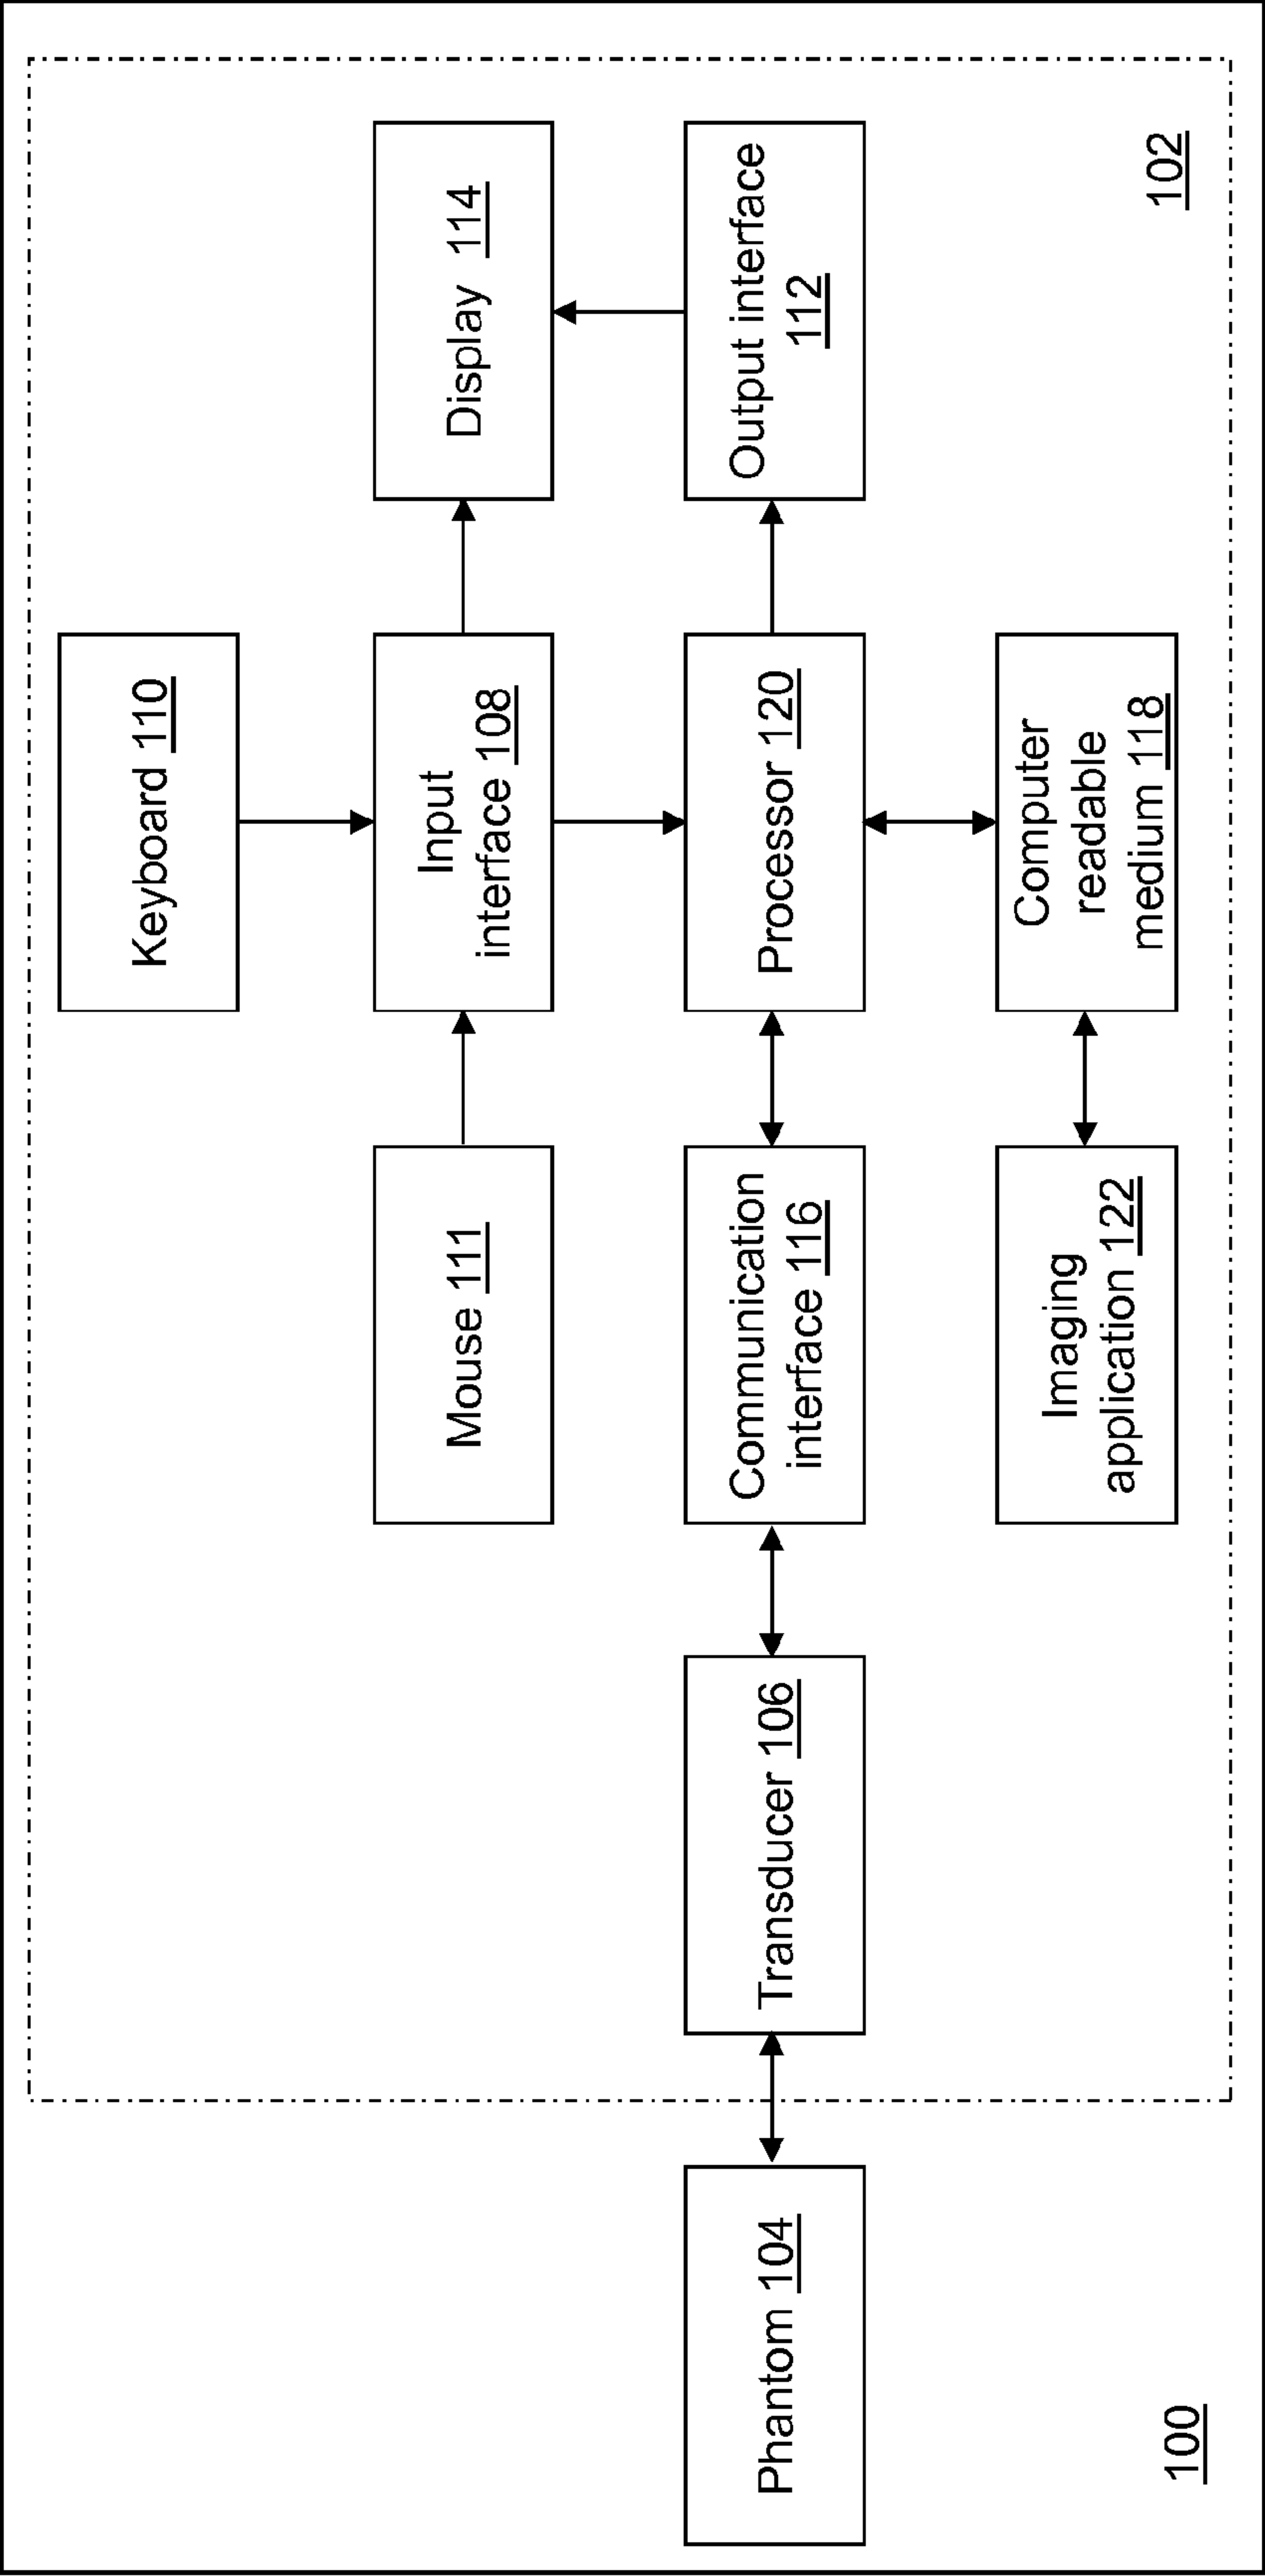 Keyboard 110
Mouse 111
Input
interface 108
Display 114
Phantom 104
Transducer 106
Communication
interface 116
Processor 120
Output interface
112
Imaging
application 122
Computer
readable
medium 118
100
102